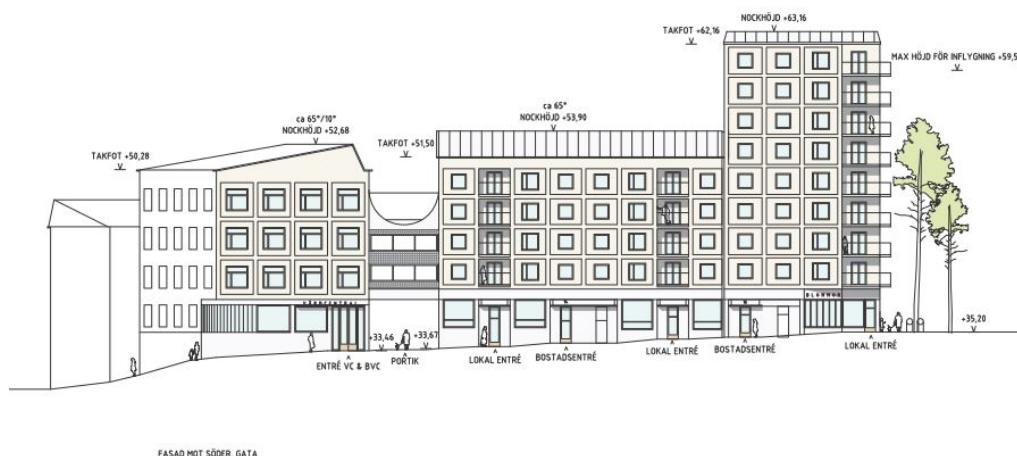 NOCKHÖJD +63,16
TAKFOT +62,16
MAX HÖJD FÖR INFLYGNING +59,5
ca 65°/10°
NOCKHÖJD +52,68
ca 65°
NOCKHÖJD +53,90
TAKFOT +50,28
TAKFOT +51,50
VÅRDCENTRAL
BLOMMOR
+33,46
+33,67
+35,20
ENTRÉ VC & BVC
PORTIK
LOKAL ENTRÉ
BOSTADSENTRÉ
LOKAL ENTRÉ
BOSTADSENTRÉ
LOKAL ENTRÉ
FASAD MOT SÖDER, GATA